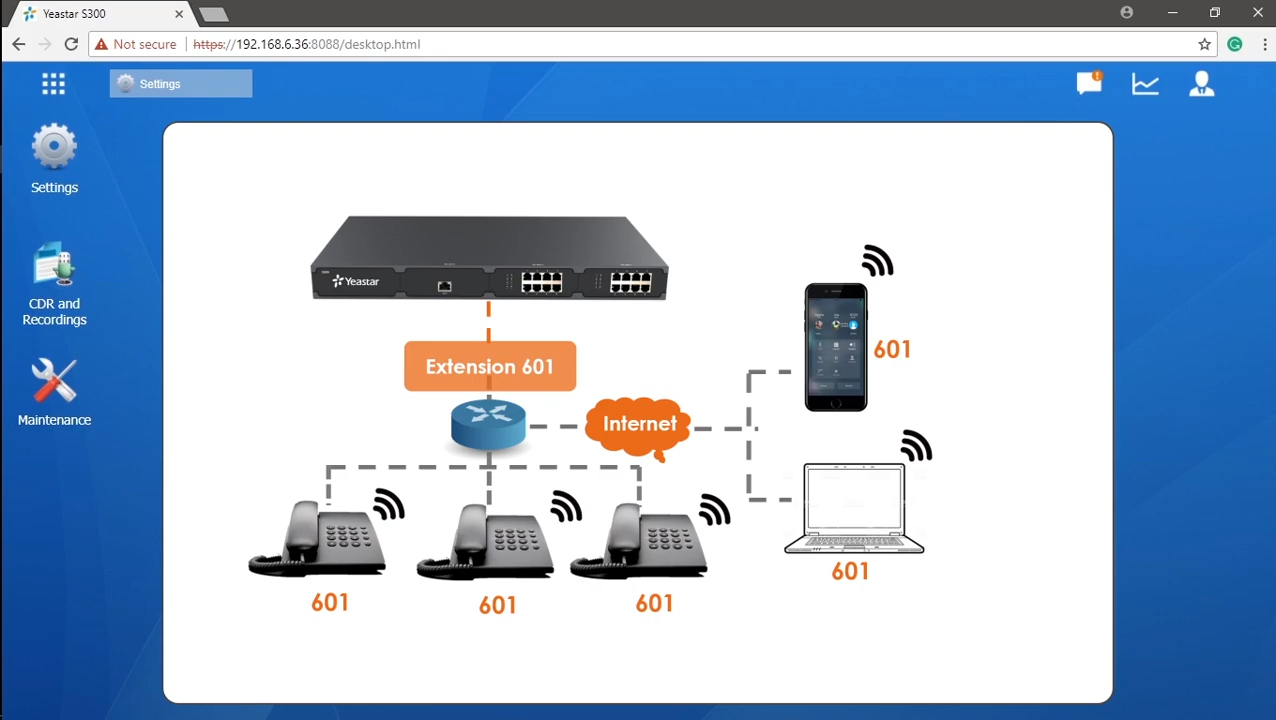 Yeastar S300
Not secure
https://192.168.6.36:8088/desktop.html
Settings
Settings
CDR and
Recordings
Maintenance
Yeastar
Extension 601
Internet
601
601
601
601
601